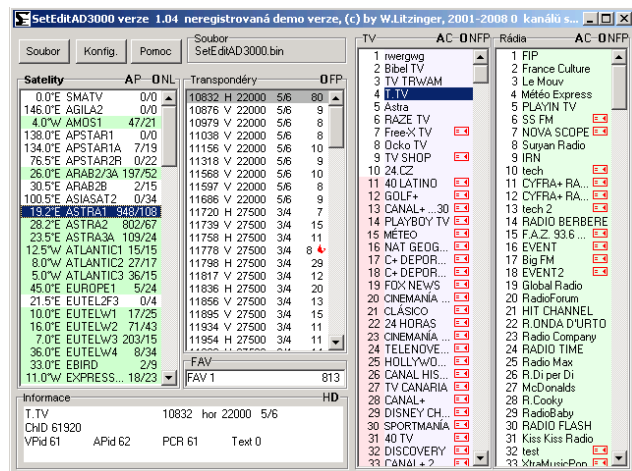 SetEditAD3000 verze 1.04 neregistrovaná demo verze, (c) by W.Litzinger, 2001-2008 0 kanálů s...
Soubor Konfig. Pomoc
Soubor
SetEditAD3000.bin
Satelity AP ONL
0.0°E SMATV 0/0
146.0°E AGILA2 0/0
4.0°W AMOS1 47/21
138.0°E APSTAR1 0/0
134.0°E APSTAR1A 7/19
76.5°E APSTAR2R 0/22
26.0°E ARAB2/3A 197/52
30.5°E ARAB2B 2/15
100.5°E ASIASAT2 0/34
19.2°E ASTRA1 948/108
28.2°E ASTRA2 802/67
23.5°E ASTRA3A 109/24
12.5°W ATLANTIC1 15/15
8.0°W ATLANTIC2 27/17
5.0°W ATLANTIC3 36/15
45.0°E EUROPE1 5/24
21.5°E EUTEL2F3 0/4
10.0°E EUTELW1 17/25
16.0°E EUTELW2 71/43
7.0°E EUTELW3 203/15
36.0°E EUTELW4 8/34
33.0°E EBIRD 2/9
11.0°W EXPRESS... 18/23
Transpondéry OFP
10832 H 22000 5/6 80
10876 V 22000 5/6 9
10979 V 22000 5/6 8
11038 V 22000 5/6 8
11156 V 22000 5/6 10
11318 V 22000 5/6 9
11568 V 22000 5/6 10
11597 V 22000 5/6 8
11686 V 22000 5/6 9
11720 H 27500 3/4 7
11739 V 27500 3/4 15
11758 H 27500 3/4 11
11778 V 27500 3/4 8
11798 H 27500 3/4 29
11817 V 27500 3/4 12
11836 H 27500 3/4 20
11856 V 27500 3/4 13
11895 V 27500 3/4 15
11934 V 27500 3/4 11
11954 H 27500 3/4 11
FAV
FAV 1 813
Informace HD
T.TV 10832 hor 22000 5/6
ChID 61920
VPid 61 APid 62 PCR 61 Text 0
TV AC ONFP
1 rwergwg
2 Bibel TV
3 TV TRWAM
4 T.TV
5 Astra
6 RAZE TV
7 Free-X TV
8 Ocko TV
9 TV SHOP
10 24.CZ
11 40 LATINO
12 GOLF+
13 CANAL+ ...30
14 PLAYBOY TV
15 MÉTEO
16 NAT GEOG...
17 C+ DEPOR...
18 C+ DEPOR...
19 FOX NEWS
20 CINEMANÍA ...
21 CLÁSICO
22 24 HORAS
23 CINEMANÍA ...
24 TELENOVE...
25 HOLLYWO...
26 CANAL HIS...
27 TV CANARIA
28 CANAL+
29 DISNEY CH...
30 SPORTMANÍA
31 40 TV
32 DISCOVERY
33 CANAL+ 2
Rádia AC ONFP
1 FIP
2 France Culture
3 Le Mouv
4 Météo Express
5 PLAYIN TV
6 SS FM
7 NOVA SCOPE
8 Suryan Radio
9 IRN
10 tech
11 CYFRA+ RA...
12 CYFRA+ RA...
13 tech 2
14 RADIO BERBERE
15 F.A.Z. 93.6 ...
16 EVENT
17 Big FM
18 EVENT2
19 Global Radio
20 RadioForum
21 HIT CHANNEL
22 R.ONDA D'URTO
23 Radio Company
24 RADIO TIME
25 Radio Max
26 R.Di per Di
27 McDonalds
28 R.Cooky
29 RadioBaby
30 RADIO FLASH
31 Kiss Kiss Radio
32 test
33 XtraMusicPop